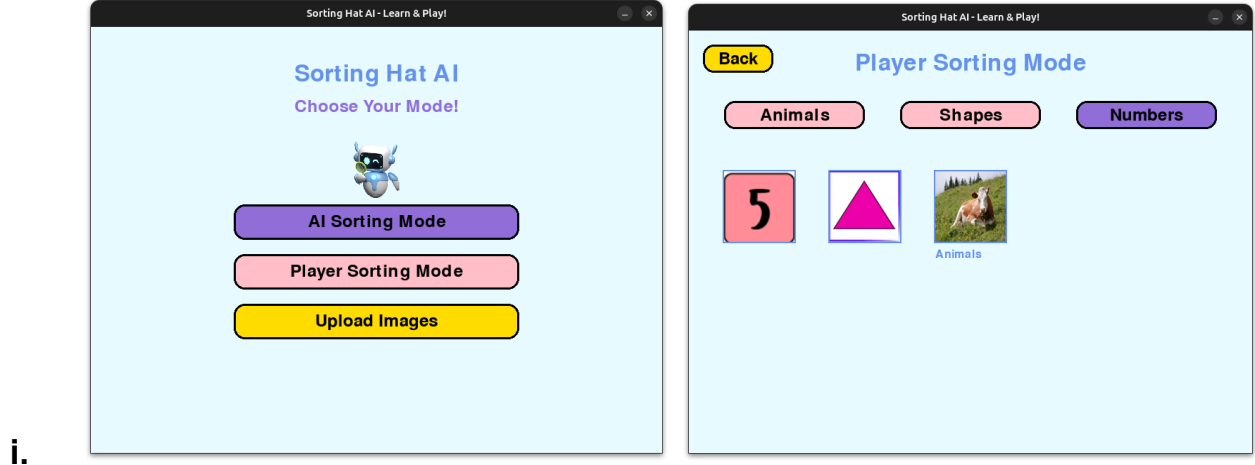 Sorting Hat AI - Learn & Play!
Sorting Hat AI
Choose Your Mode!
AI Sorting Mode
Player Sorting Mode
Upload Images
Sorting Hat AI - Learn & Play!
Back
Player Sorting Mode
Animals
Shapes
Numbers
5
Animals
i.